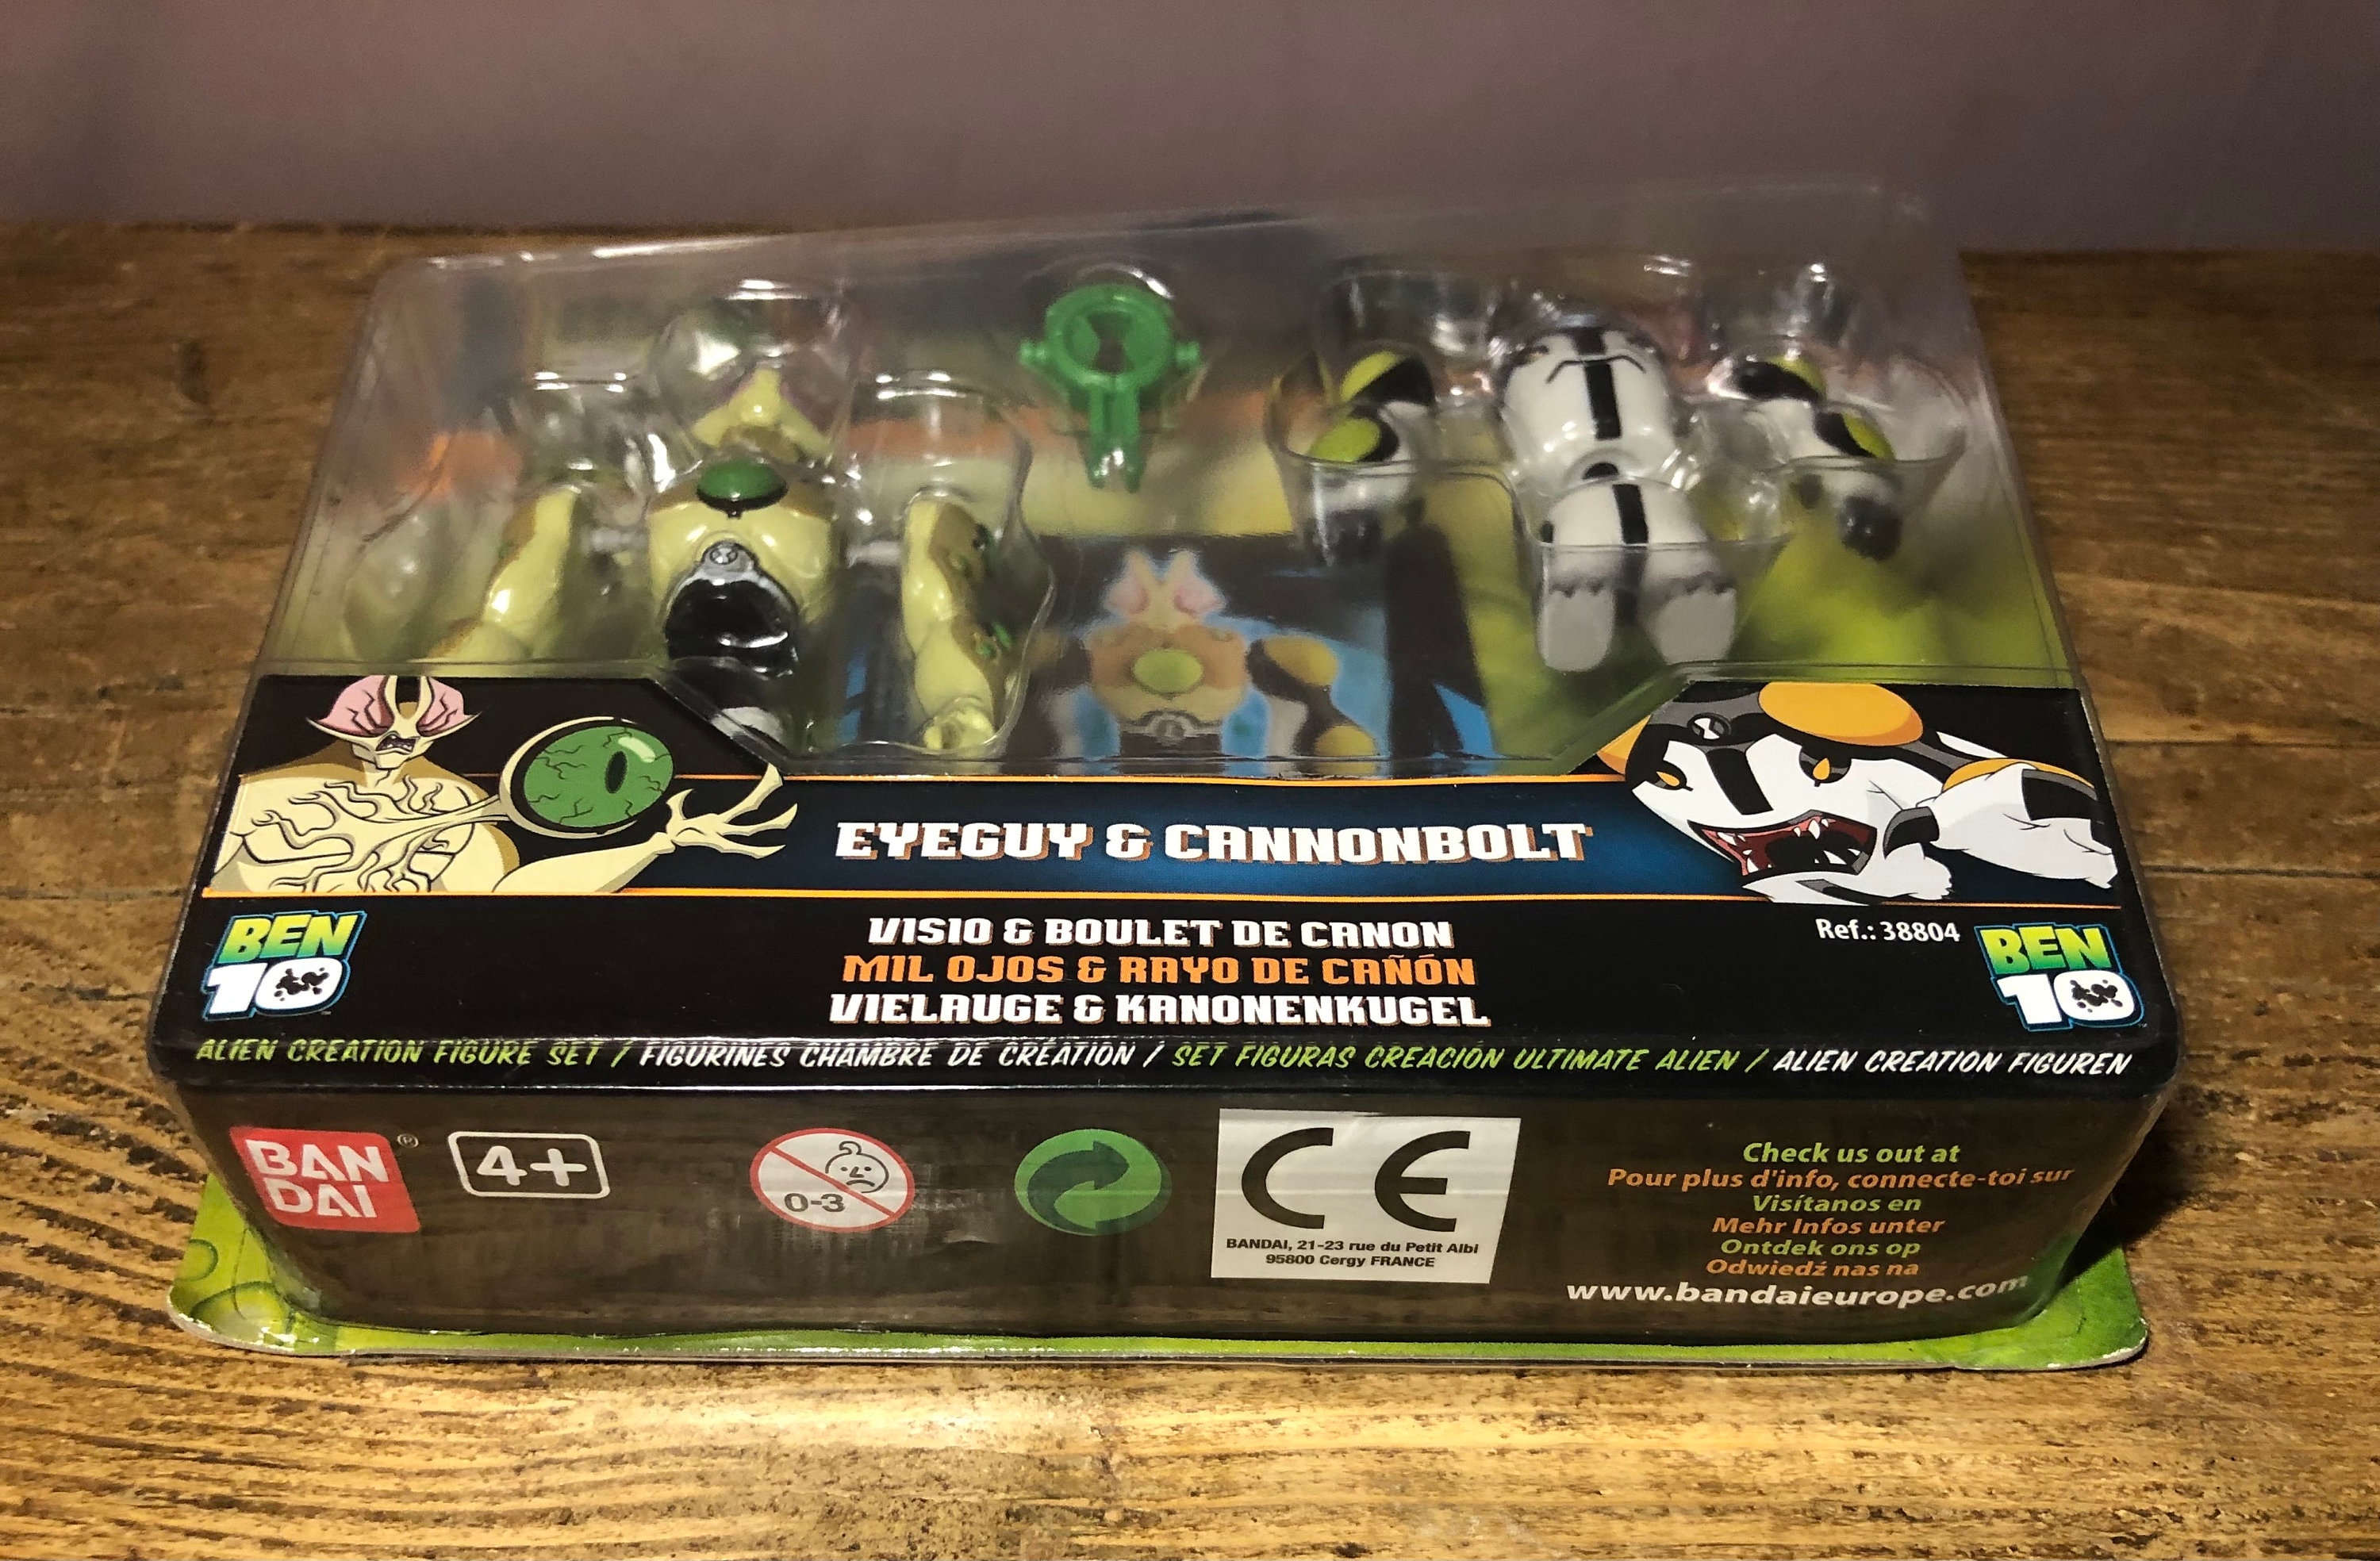 EYEGUY & CANNONBOLT
BEN
10
VISIO & BOULET DE CANON
MIL OJOS & RAYO DE CAÑÓN
VIELAUGE & KANONENKUGEL
Ref.: 38804
BEN
10
ALIEN CREATION FIGURE SET / FIGURINES CHAMBRE DE CRÉATION / SET FIGURAS CREACION ULTIMATE ALIEN / ALIEN CREATION FIGUREN
BAN
DAI
®
4+
0-3
CE
BANDAI, 21-23 rue du Petit Albi
95800 Cergy FRANCE
Check us out at
Pour plus d'info, connecte-toi sur
Visítanos en
Mehr Infos unter
Ontdek ons op
Odwiedź nas na
www.bandaieurope.com